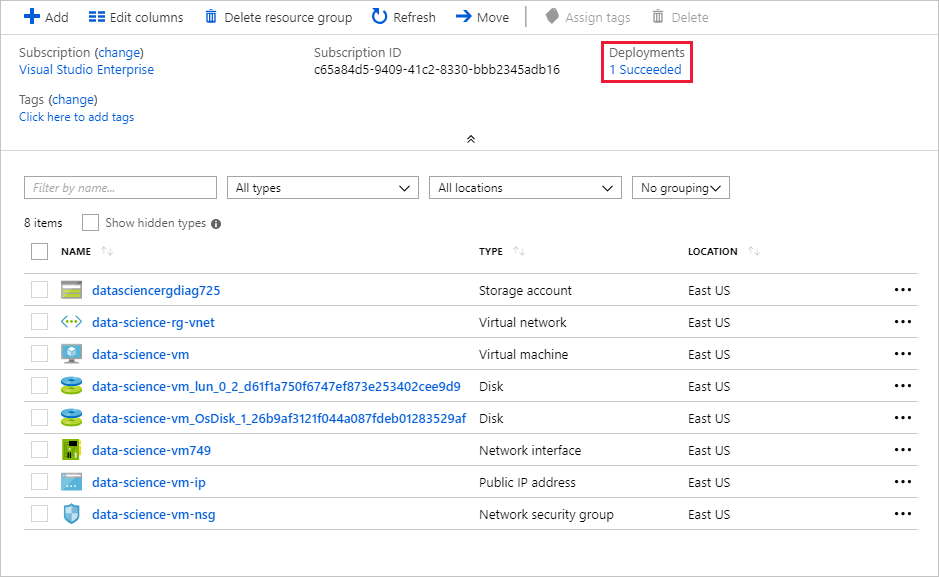 Add Edit columns Delete resource group Refresh Move Assign tags Delete
Subscription (change) Subscription ID Deployments
Visual Studio Enterprise c65a84d5-9409-41c2-8330-bbb2345adb16 1 Succeeded
Tags (change)
Click here to add tags
Filter by name... All types All locations No grouping
8 items Show hidden types
NAME TYPE LOCATION
datasciencergdiag725 Storage account East US
data-science-rg-vnet Virtual network East US
data-science-vm Virtual machine East US
data-science-vm_lun_0_2_d61f1a750f6747ef873e253402cee9d9 Disk East US
data-science-vm_OsDisk_1_26b9af3121f044a087fdeb01283529af Disk East US
data-science-vm749 Network interface East US
data-science-vm-ip Public IP address East US
data-science-vm-nsg Network security group East US